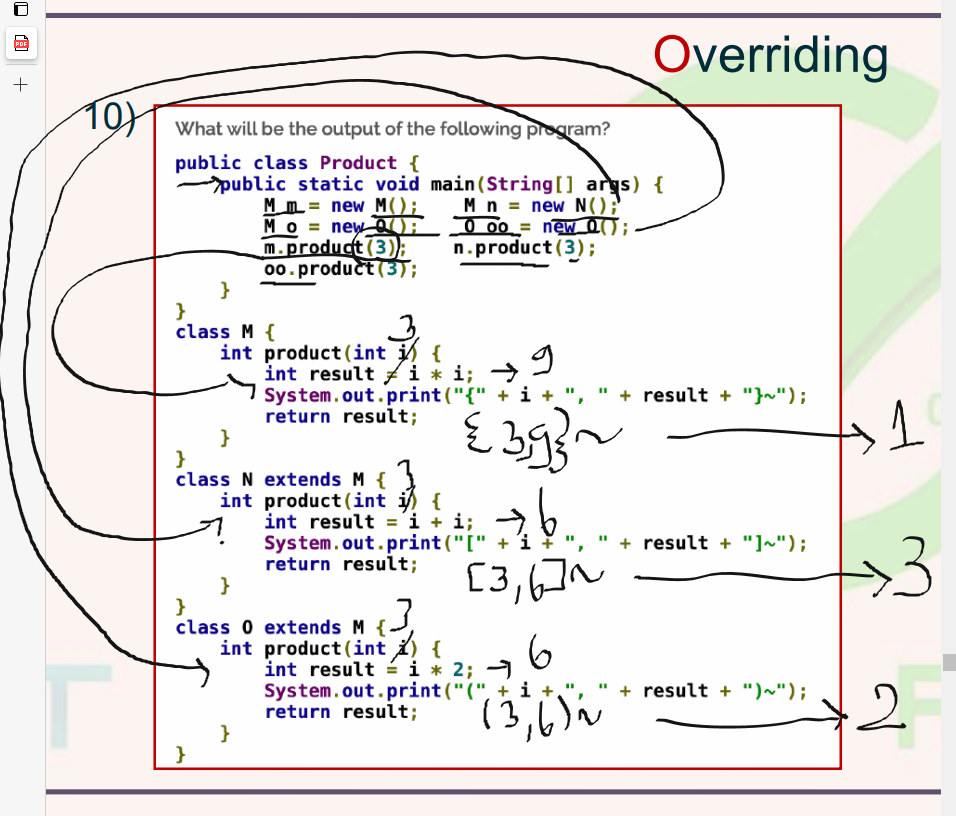 Overriding
10)
What will be the output of the following program?
public class Product {
public static void main(String[] args) {
M m = new M(); M n = new N();
M o = new O(); O oo = new O();
m.product(3); n.product(3);
oo.product(3);
}
}
class M {
3
int product(int i) {
int result = i * i; → 9
System.out.print("{" + i + ", " + result + "}~");
return result;
{3,9}~ → 1
}
}
class N extends M { 3
int product(int i) {
int result = i + i; → 6
System.out.print("[" + i + ", " + result + "]~");
return result;
[3,6]~ → 3
}
}
class O extends M { 3
int product(int i) {
int result = i * 2; → 6
System.out.print("(" + i + ", " + result + ")~");
return result;
(3,6)~ → 2
}
}